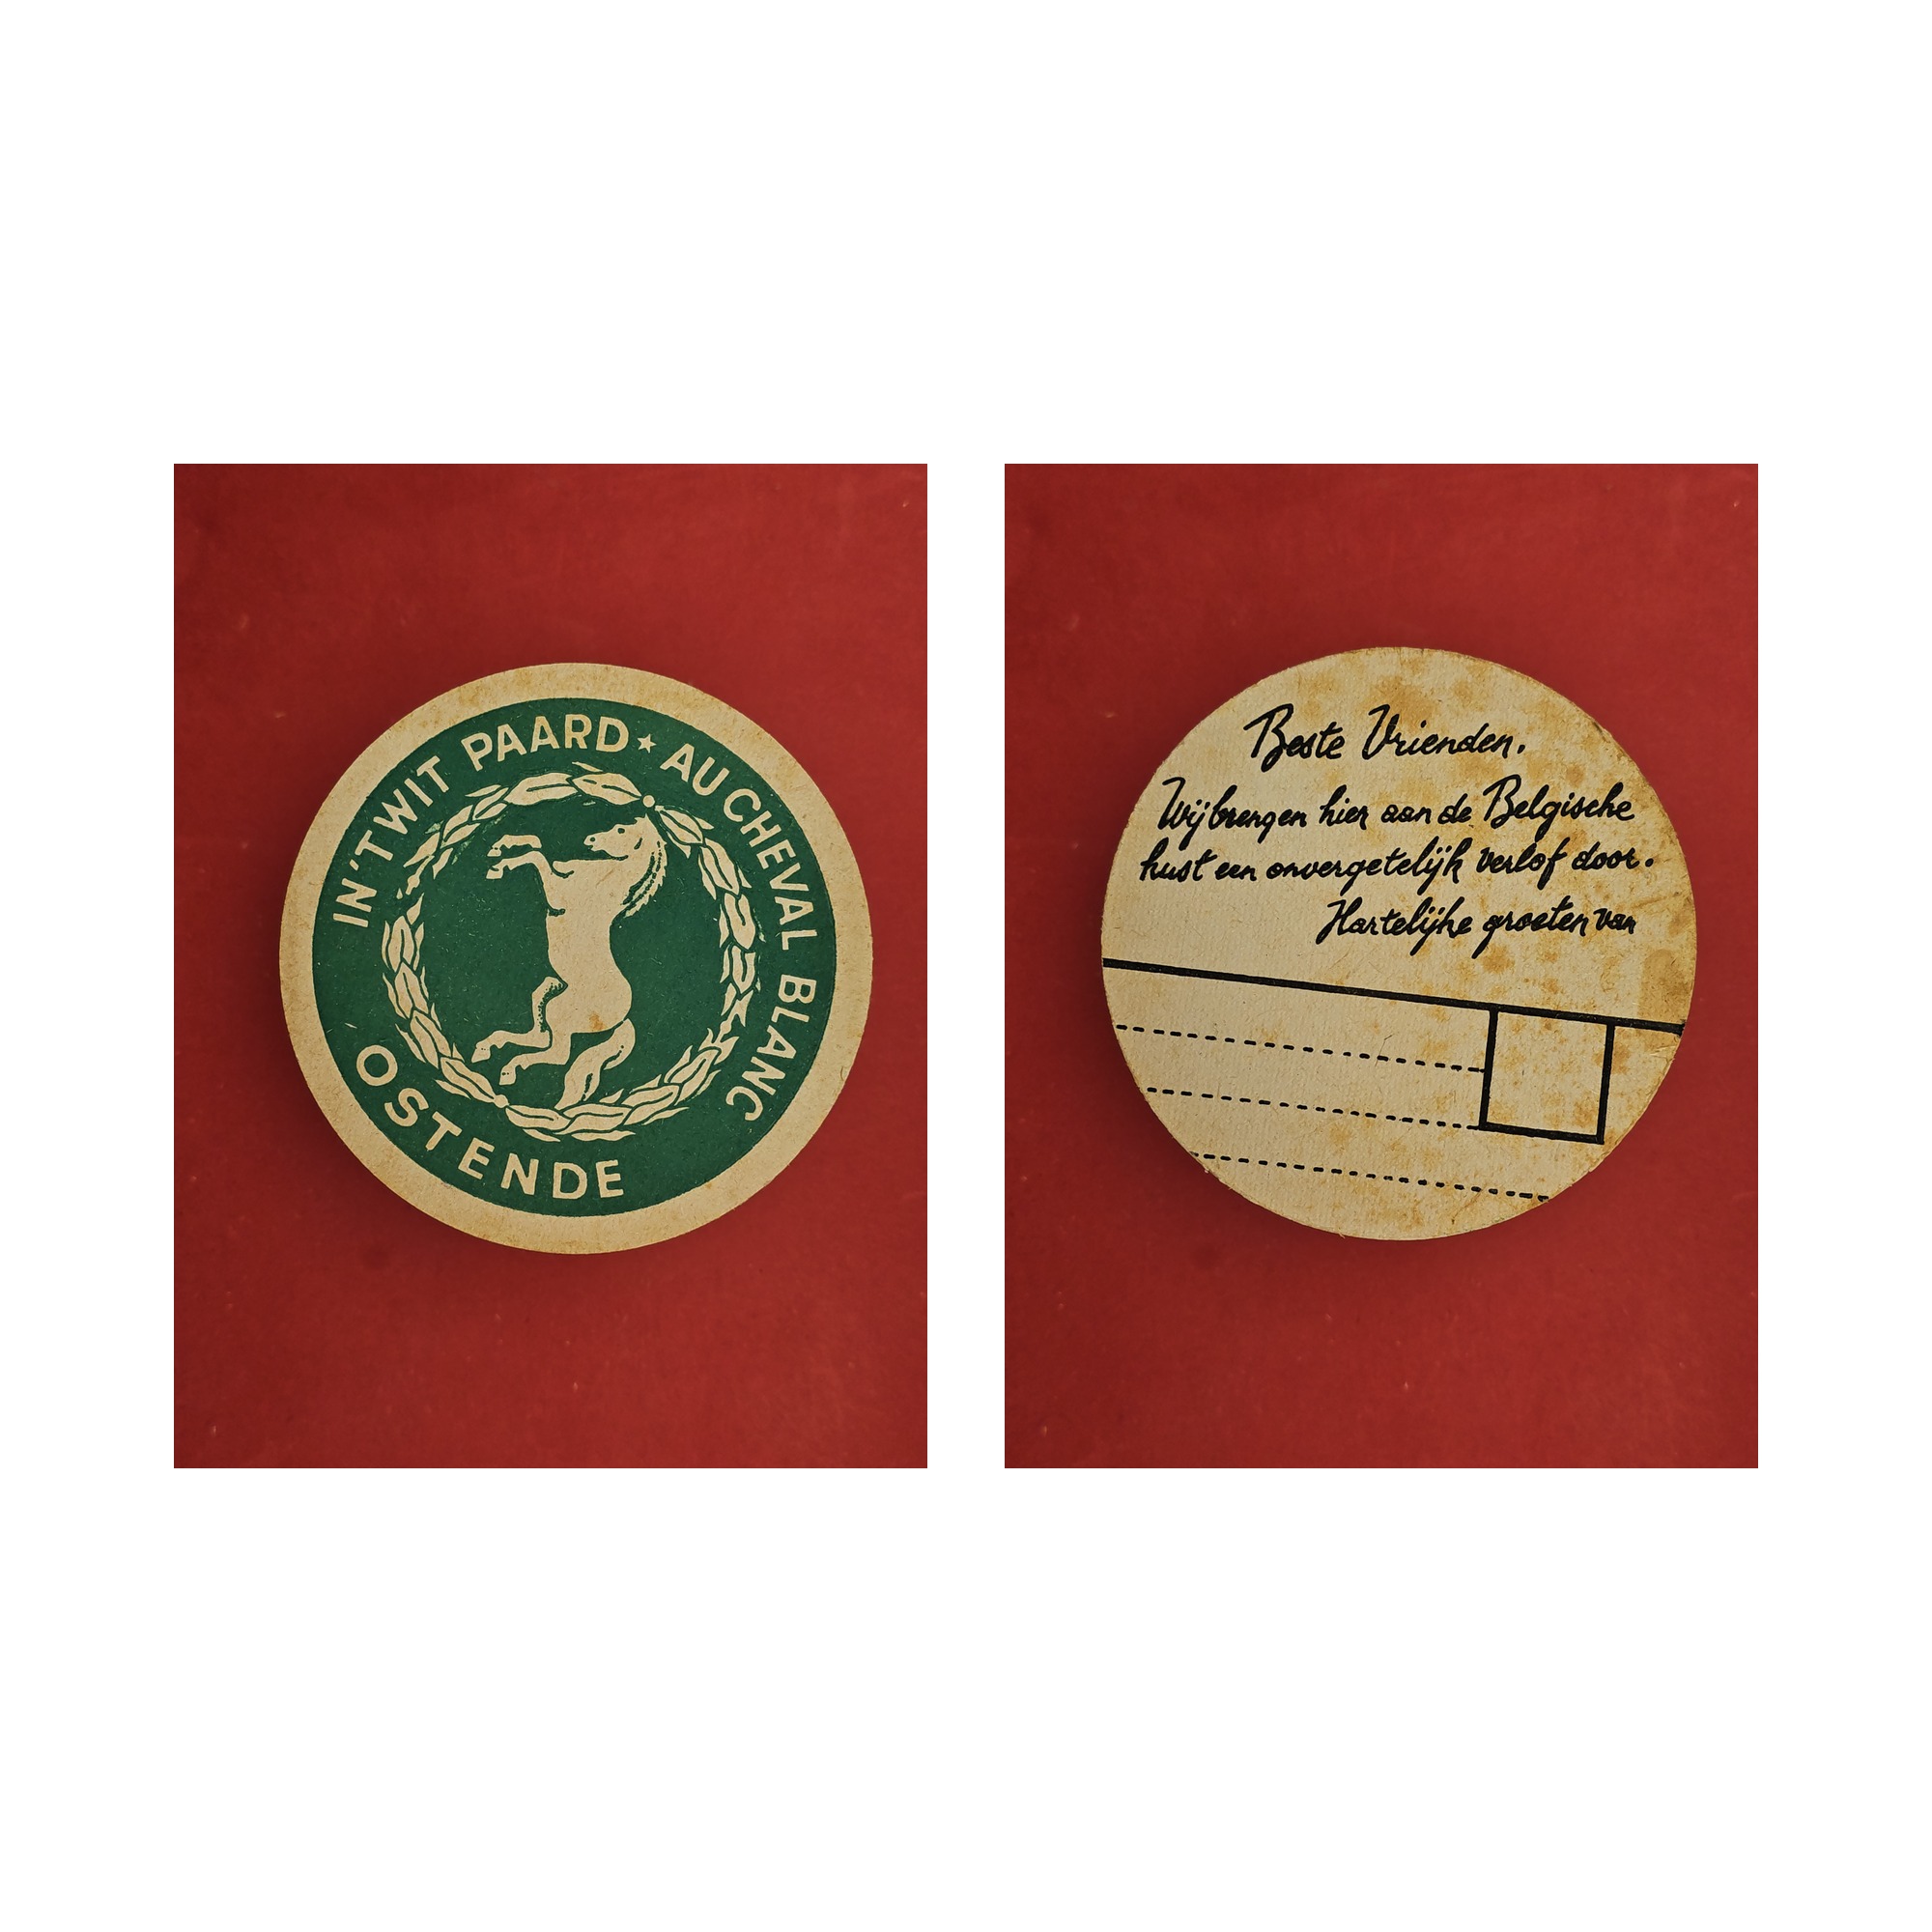 IN 'T WIT PAARD ★ AU CHEVAL BLANC
OSTENDE
Beste Vrienden.
Wij brengen hier aan de Belgische
kust een onvergetelijk verlof door.
Hartelijke groeten van